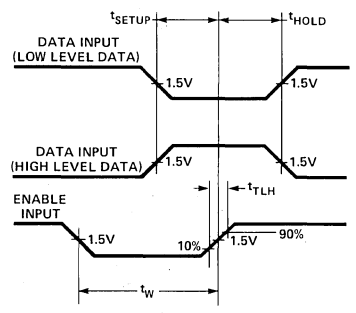 tSETUP
tHOLD
DATA INPUT
(LOW LEVEL DATA)
1.5V
1.5V
DATA INPUT
(HIGH LEVEL DATA)
1.5V
1.5V
tTLH
ENABLE
INPUT
1.5V
10%
1.5V
90%
tW